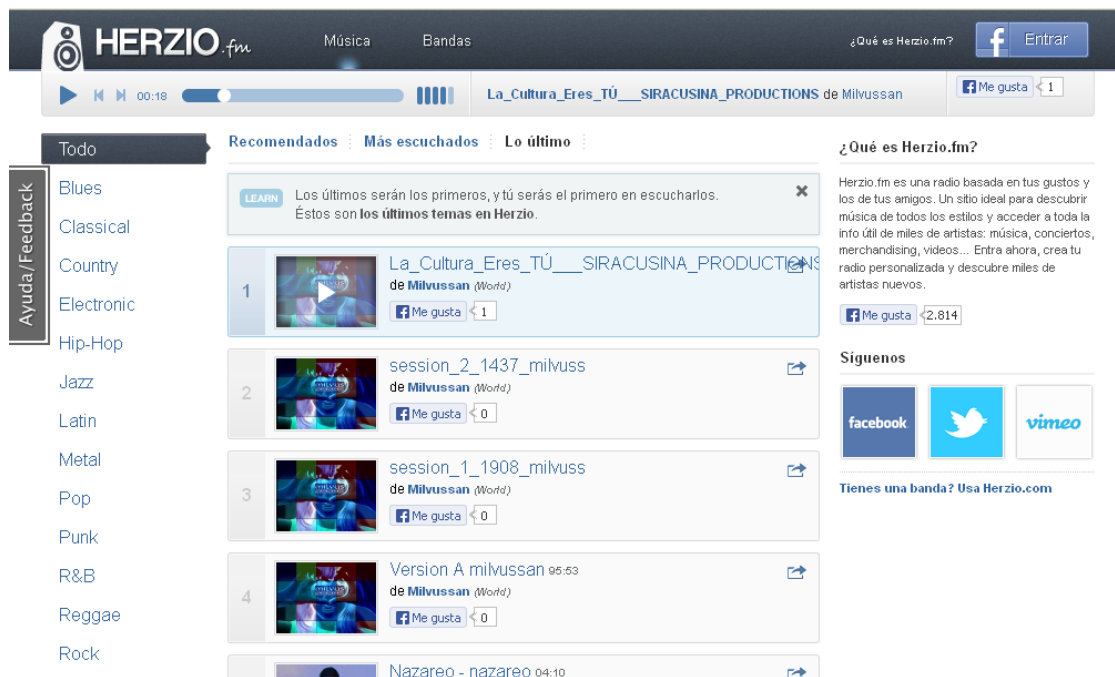 HERZIO.fm
Música
Bandas
¿Qué es Herzio.fm?
f Entrar
00:18
La_Cultura_Eres_TÚ___SIRACUSINA_PRODUCTIONS de Milvussan
Me gusta 1
Ayuda/Feedback
Todo
Blues
Classical
Country
Electronic
Hip-Hop
Jazz
Latin
Metal
Pop
Punk
R&B
Reggae
Rock
Recomendados
Más escuchados
Lo último
LEARN
Los últimos serán los primeros, y tú serás el primero en escucharlos.
Éstos son los últimos temas en Herzio.
1
La_Cultura_Eres_TÚ___SIRACUSINA_PRODUCTIONS
de Milvussan (World)
Me gusta 1
2
session_2_1437_milvuss
de Milvussan (World)
Me gusta 0
3
session_1_1908_milvuss
de Milvussan (World)
Me gusta 0
4
Version A milvussan 95:53
de Milvussan (World)
Me gusta 0
Nazareo - nazareo 04:10
¿Qué es Herzio.fm?
Herzio.fm es una radio basada en tus gustos y
los de tus amigos. Un sitio ideal para descubrir
música de todos los estilos y acceder a toda la
info útil de miles de artistas: música, conciertos,
merchandising, videos... Entra ahora, crea tu
radio personalizada y descubre miles de
artistas nuevos.
Me gusta 2.814
Síguenos
facebook
vimeo
Tienes una banda? Usa Herzio.com